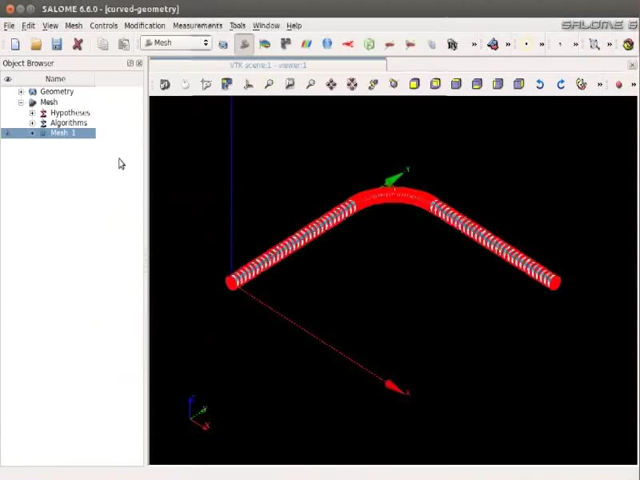 SALOME 6.6.0 - [curved-geometry]
File Edit View Mesh Controls Modification Measurements Tools Window Help
SALOME 6
Mesh
Object Browser
VTK scene:1 - viewer:1
Name
Geometry
Mesh
Hypotheses
Algorithms
Mesh_1
Y
X